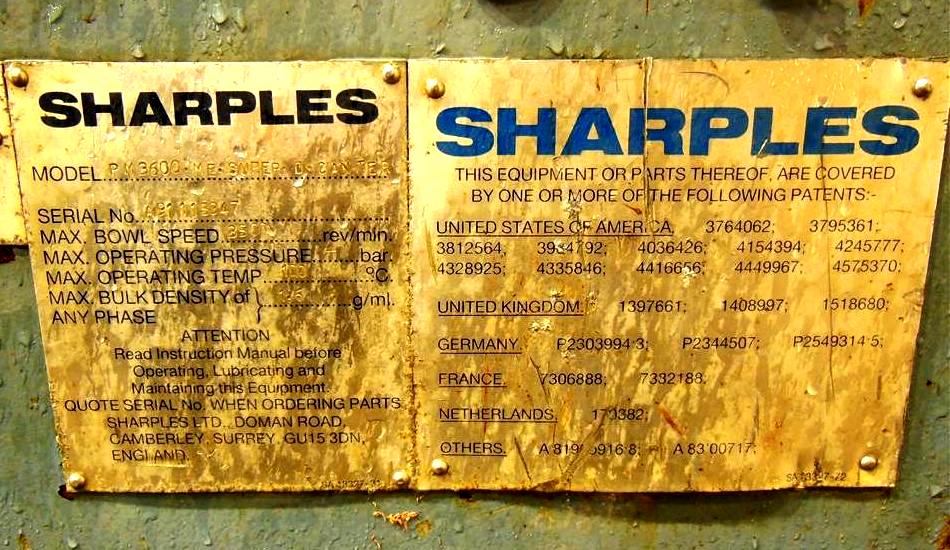 SHARPLES
MODEL
SERIAL No.
MAX. BOWL SPEED rev/min.
MAX. OPERATING PRESSURE bar.
MAX. OPERATING TEMP. ºC.
MAX. BULK DENSITY of } g/ml.
ANY PHASE
ATTENTION
Read Instruction Manual before
Operating, Lubricating and
Maintaining this Equipment.
QUOTE SERIAL No. WHEN ORDERING PARTS
SHARPLES LTD., DOMAN ROAD,
CAMBERLEY, SURREY, GU15 3DN,
ENGLAND.
SHARPLES
THIS EQUIPMENT OR PARTS THEREOF, ARE COVERED
BY ONE OR MORE OF THE FOLLOWING PATENTS:-
UNITED STATES OF AMERICA, 3764062; 3795361;
3812564, 4036426; 4154394; 4245777;
4328925; 4335846; 4416656; 4449967; 4575370;
UNITED KINGDOM, 1397661; 1408997; 1518680;
GERMANY, P2303994·3; P2344507; P2549314·5;
FRANCE, 7306888; 7332188;
NETHERLANDS,
OTHERS, A 83'00717;